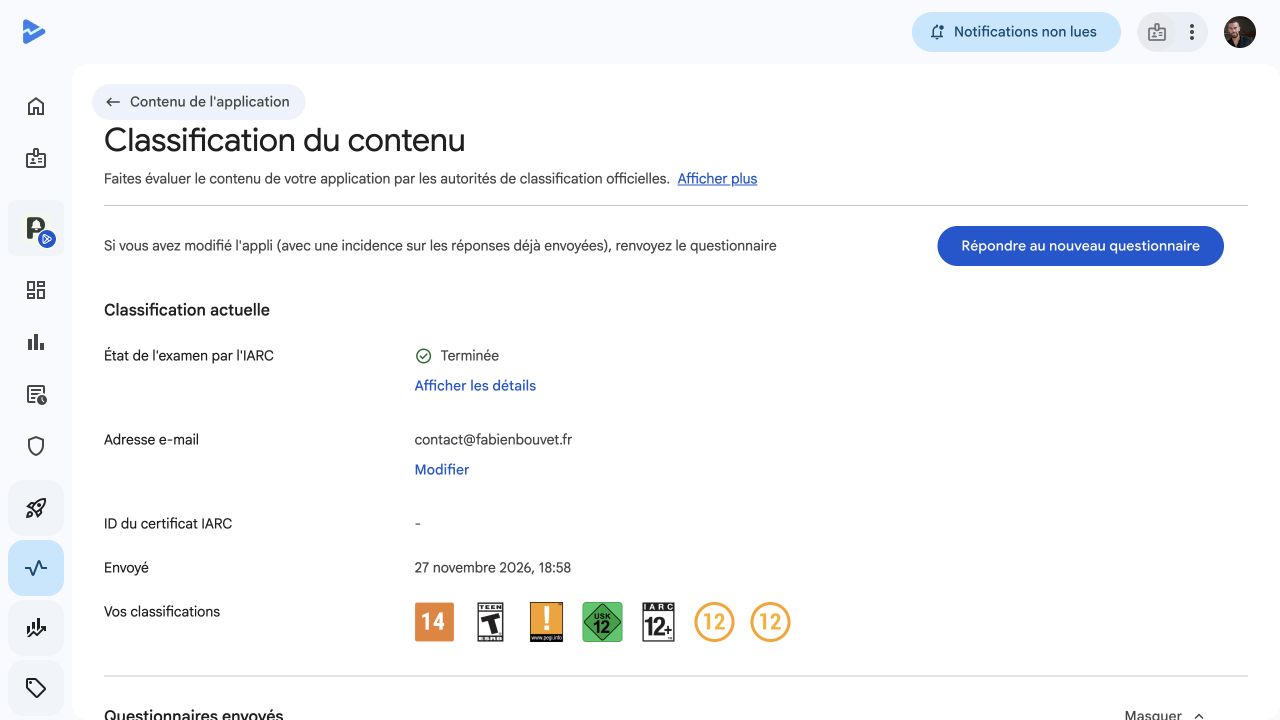 Notifications non lues
Contenu de l'application
Classification du contenu
Faites évaluer le contenu de votre application par les autorités de classification officielles. Afficher plus
Si vous avez modifié l'appli (avec une incidence sur les réponses déjà envoyées), renvoyez le questionnaire
Répondre au nouveau questionnaire
Classification actuelle
État de l'examen par l'IARC
Terminée
Afficher les détails
Adresse e-mail
contact@fabienbouvet.fr
Modifier
ID du certificat IARC
-
Envoyé
27 novembre 2026, 18:58
Vos classifications
14
TEEN
T
ESRB
!
www.pegi.info
USK
12
IARC
12+
12
12
Questionnaires envoyés
Masquer